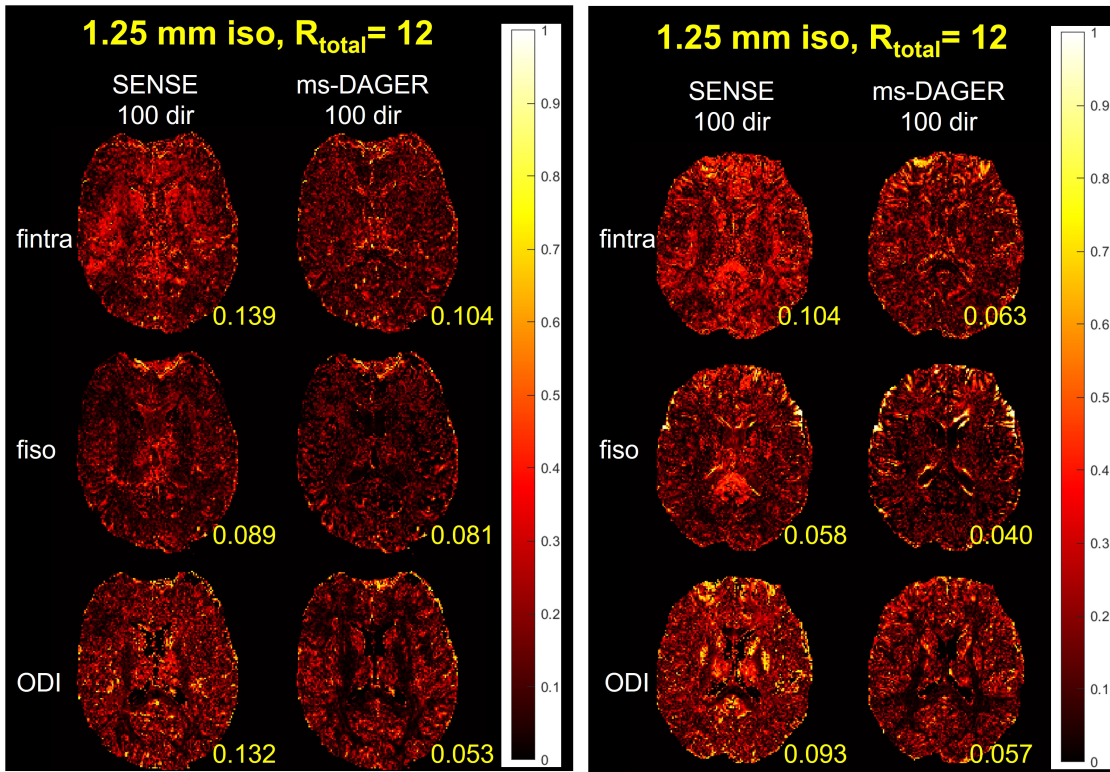 1.25 mm iso, Rtotal= 12
SENSE
100 dir
ms-DAGER
100 dir
fintra
0.139
0.104
fiso
0.089
0.081
ODI
0.132
0.053
1
0.9
0.8
0.7
0.6
0.5
0.4
0.3
0.2
0.1
0
1.25 mm iso, Rtotal= 12
SENSE
100 dir
ms-DAGER
100 dir
fintra
0.104
0.063
fiso
0.058
0.040
ODI
0.093
0.057
1
0.9
0.8
0.7
0.6
0.5
0.4
0.3
0.2
0.1
0